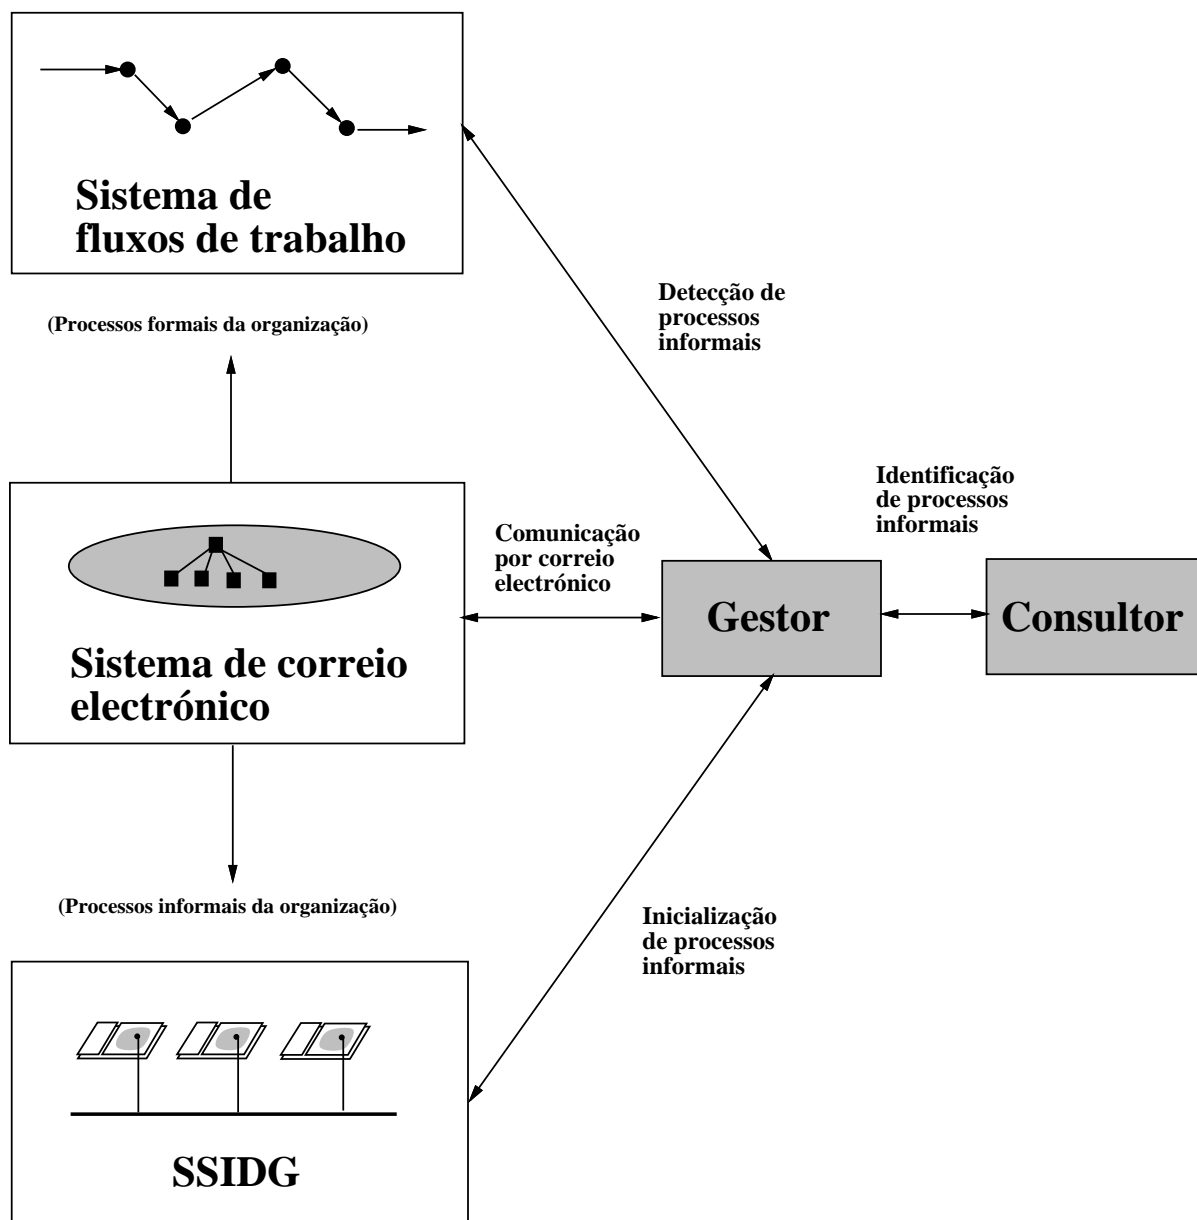 Sistema de
fluxos de trabalho
(Processos formais da organização)
Detecção de
processos
informais
Identificação
de processos
informais
Comunicação
por correio
electrónico
Gestor
Consultor
Sistema de correio
electrónico
(Processos informais da organização)
Inicialização
de processos
informais
SSIDG